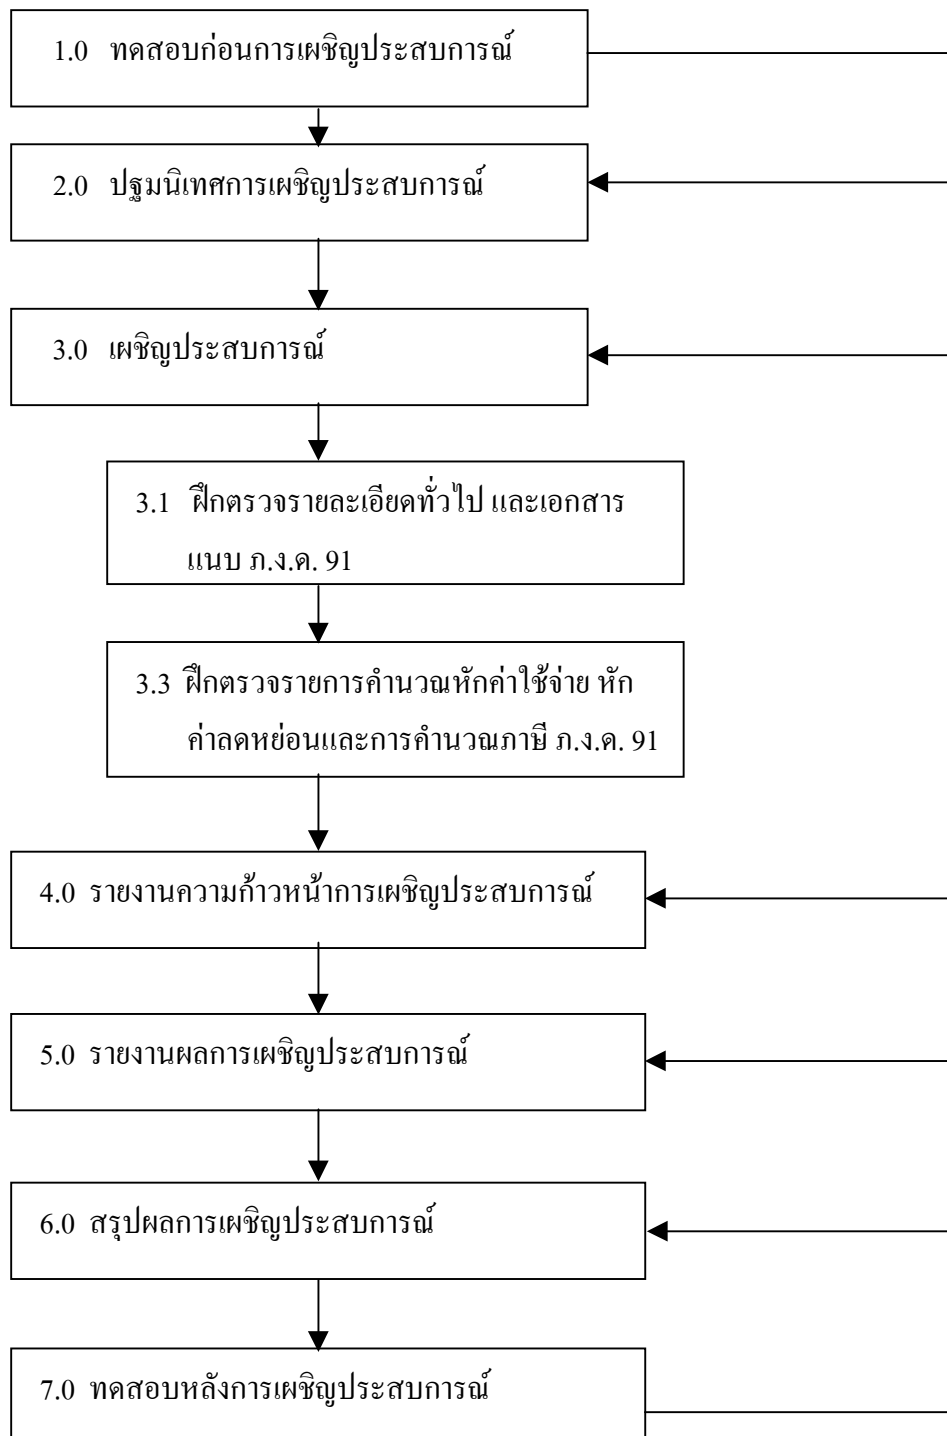 1.0 ทดสอบก่อนการเผชิญประสบการณ์
2.0 ปฐมนิเทศการเผชิญประสบการณ์
3.0 เผชิญประสบการณ์
3.1 ฝึกตรวจรายละเอียดทั่วไป และเอกสาร
แนบ ภ.ง.ด. 91
3.3 ฝึกตรวจรายการคำนวณหักค่าใช้จ่าย หัก
ค่าลดหย่อนและการคำนวณภาษี ภ.ง.ด. 91
4.0 รายงานความก้าวหน้าการเผชิญประสบการณ์
5.0 รายงานผลการเผชิญประสบการณ์
6.0 สรุปผลการเผชิญประสบการณ์
7.0 ทดสอบหลังการเผชิญประสบการณ์